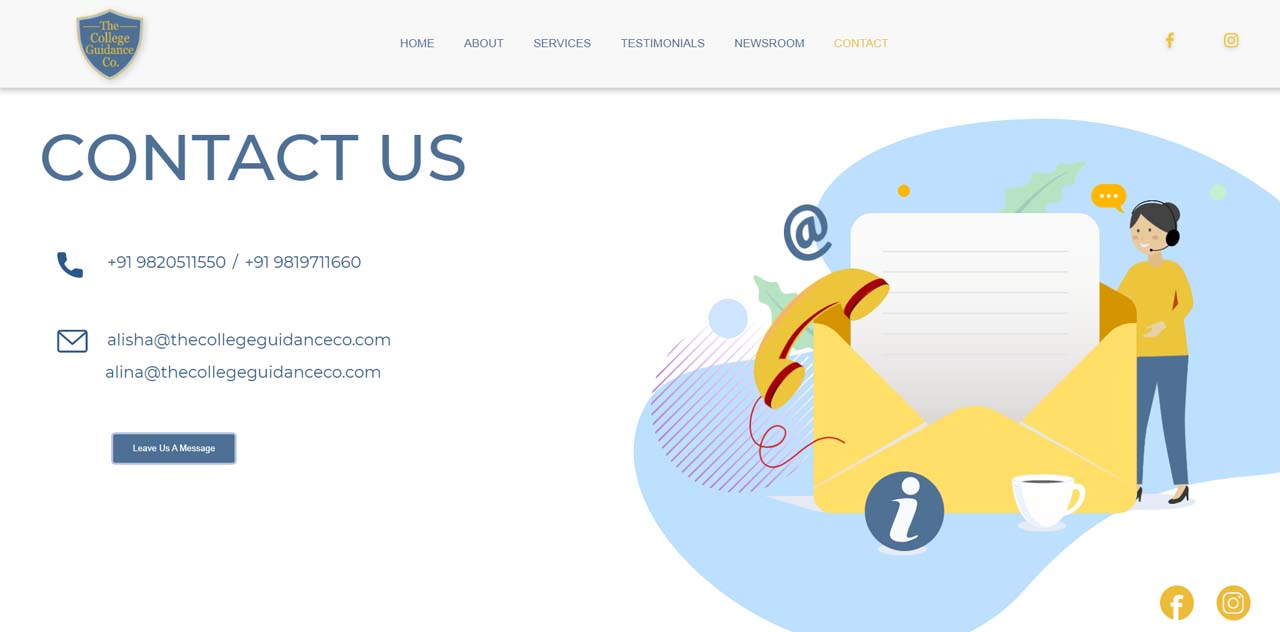 The
College
Guidance
Co.
HOME ABOUT SERVICES TESTIMONIALS NEWSROOM CONTACT
CONTACT US
+91 9820511550 / +91 9819711660
alisha@thecollegeguidanceco.com
alina@thecollegeguidanceco.com
Leave Us A Message
@
i